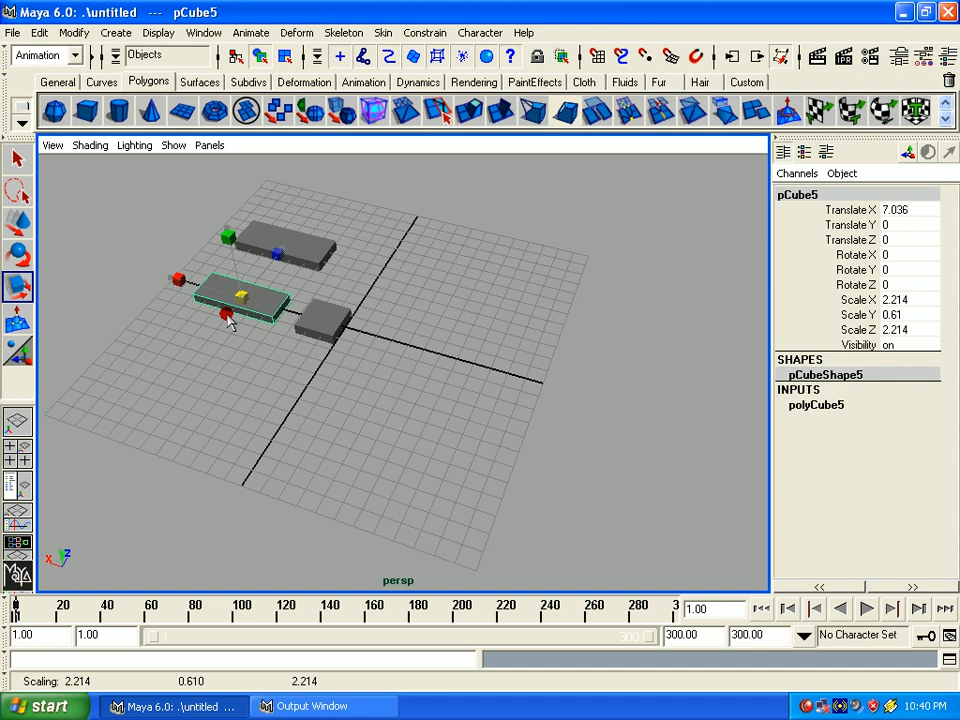 Maya 6.0: .\untitled   ---   pCube5
File Edit Modify Create Display Window Animate Deform Skeleton Skin Constrain Character Help
Animation Objects
General Curves Polygons Surfaces Subdivs Deformation Animation Dynamics Rendering PaintEffects Cloth Fluids Fur Hair Custom
View Shading Lighting Show Panels
Channels Object
pCube5
Translate X 7.036
Translate Y 0
Translate Z 0
Rotate X 0
Rotate Y 0
Rotate Z 0
Scale X 2.214
Scale Y 0.61
Scale Z 2.214
Visibility on
SHAPES
pCubeShape5
INPUTS
polyCube5
x z
persp
<< >>
20 40 60 80 100 120 140 160 180 200 220 240 260 280 3
1.00
1.00 1.00 1 300 300.00 300.00 No Character Set
Scaling: 2.214 0.610 2.214
start Maya 6.0: .\untitled ... Output Window 10:40 PM